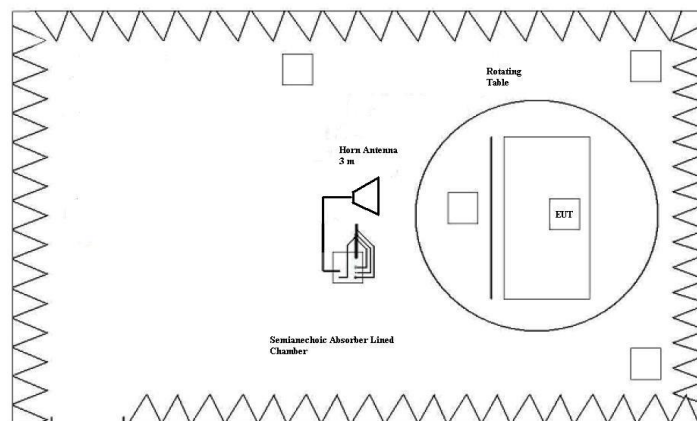 Rotating
Table
Horn Antenna
3 m
EUT
Semianechoic Absorber Lined
Chamber